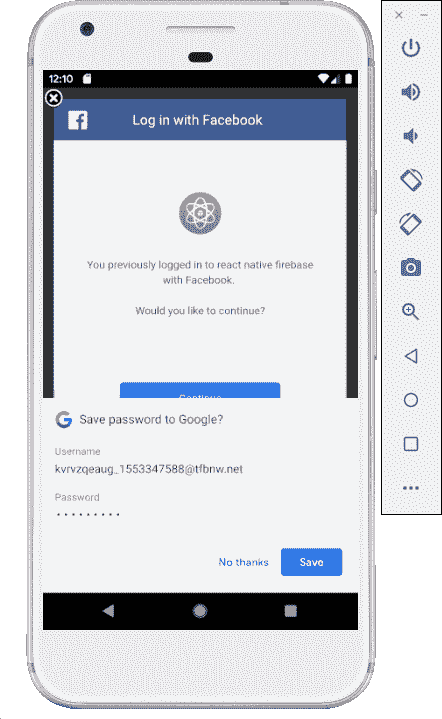 12:10
Log in with Facebook
You previously logged in to react native firebase
with Facebook.
Would you like to continue?
Continue
Save password to Google?
Username
kvrvzqeaug_1553347588@tfbnw.net
Password
No thanks
Save